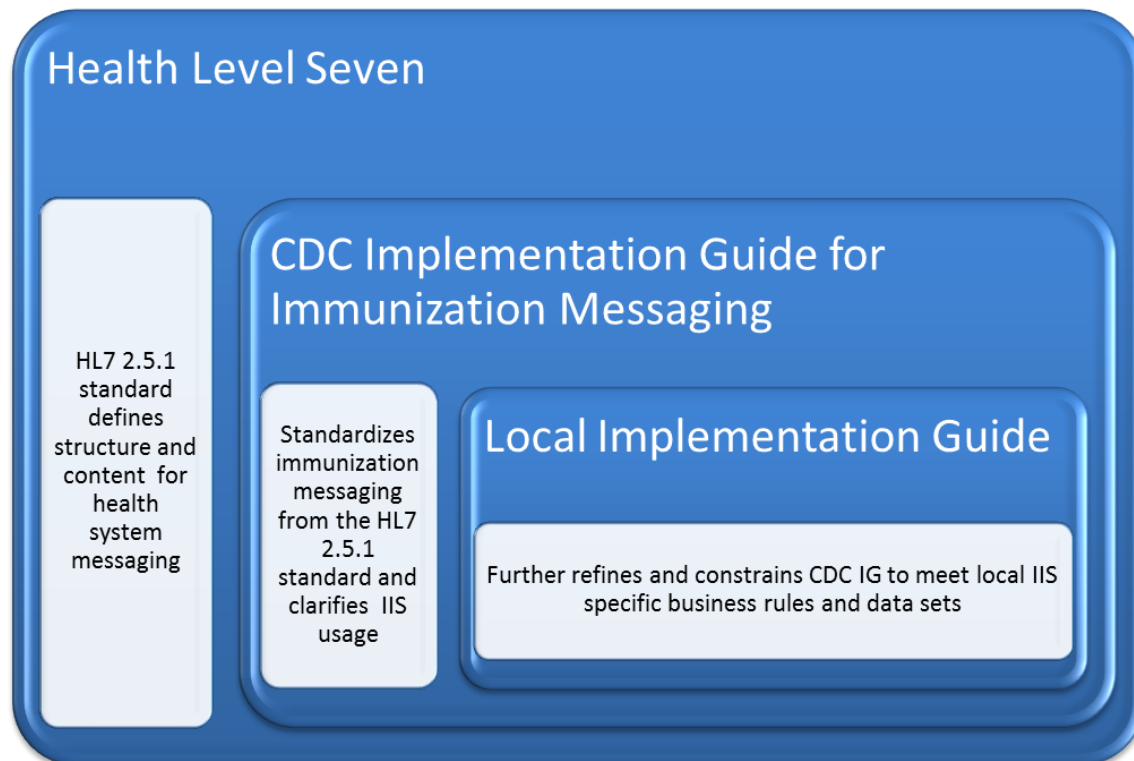 Health Level Seven
HL7 2.5.1
standard
defines
structure and
content for
health
system
messaging
CDC Implementation Guide for
Immunization Messaging
Standardizes
immunization
messaging
from the HL7
2.5.1
standard and
clarifies IIS
usage
Local Implementation Guide
Further refines and constrains CDC IG to meet local IIS
specific business rules and data sets